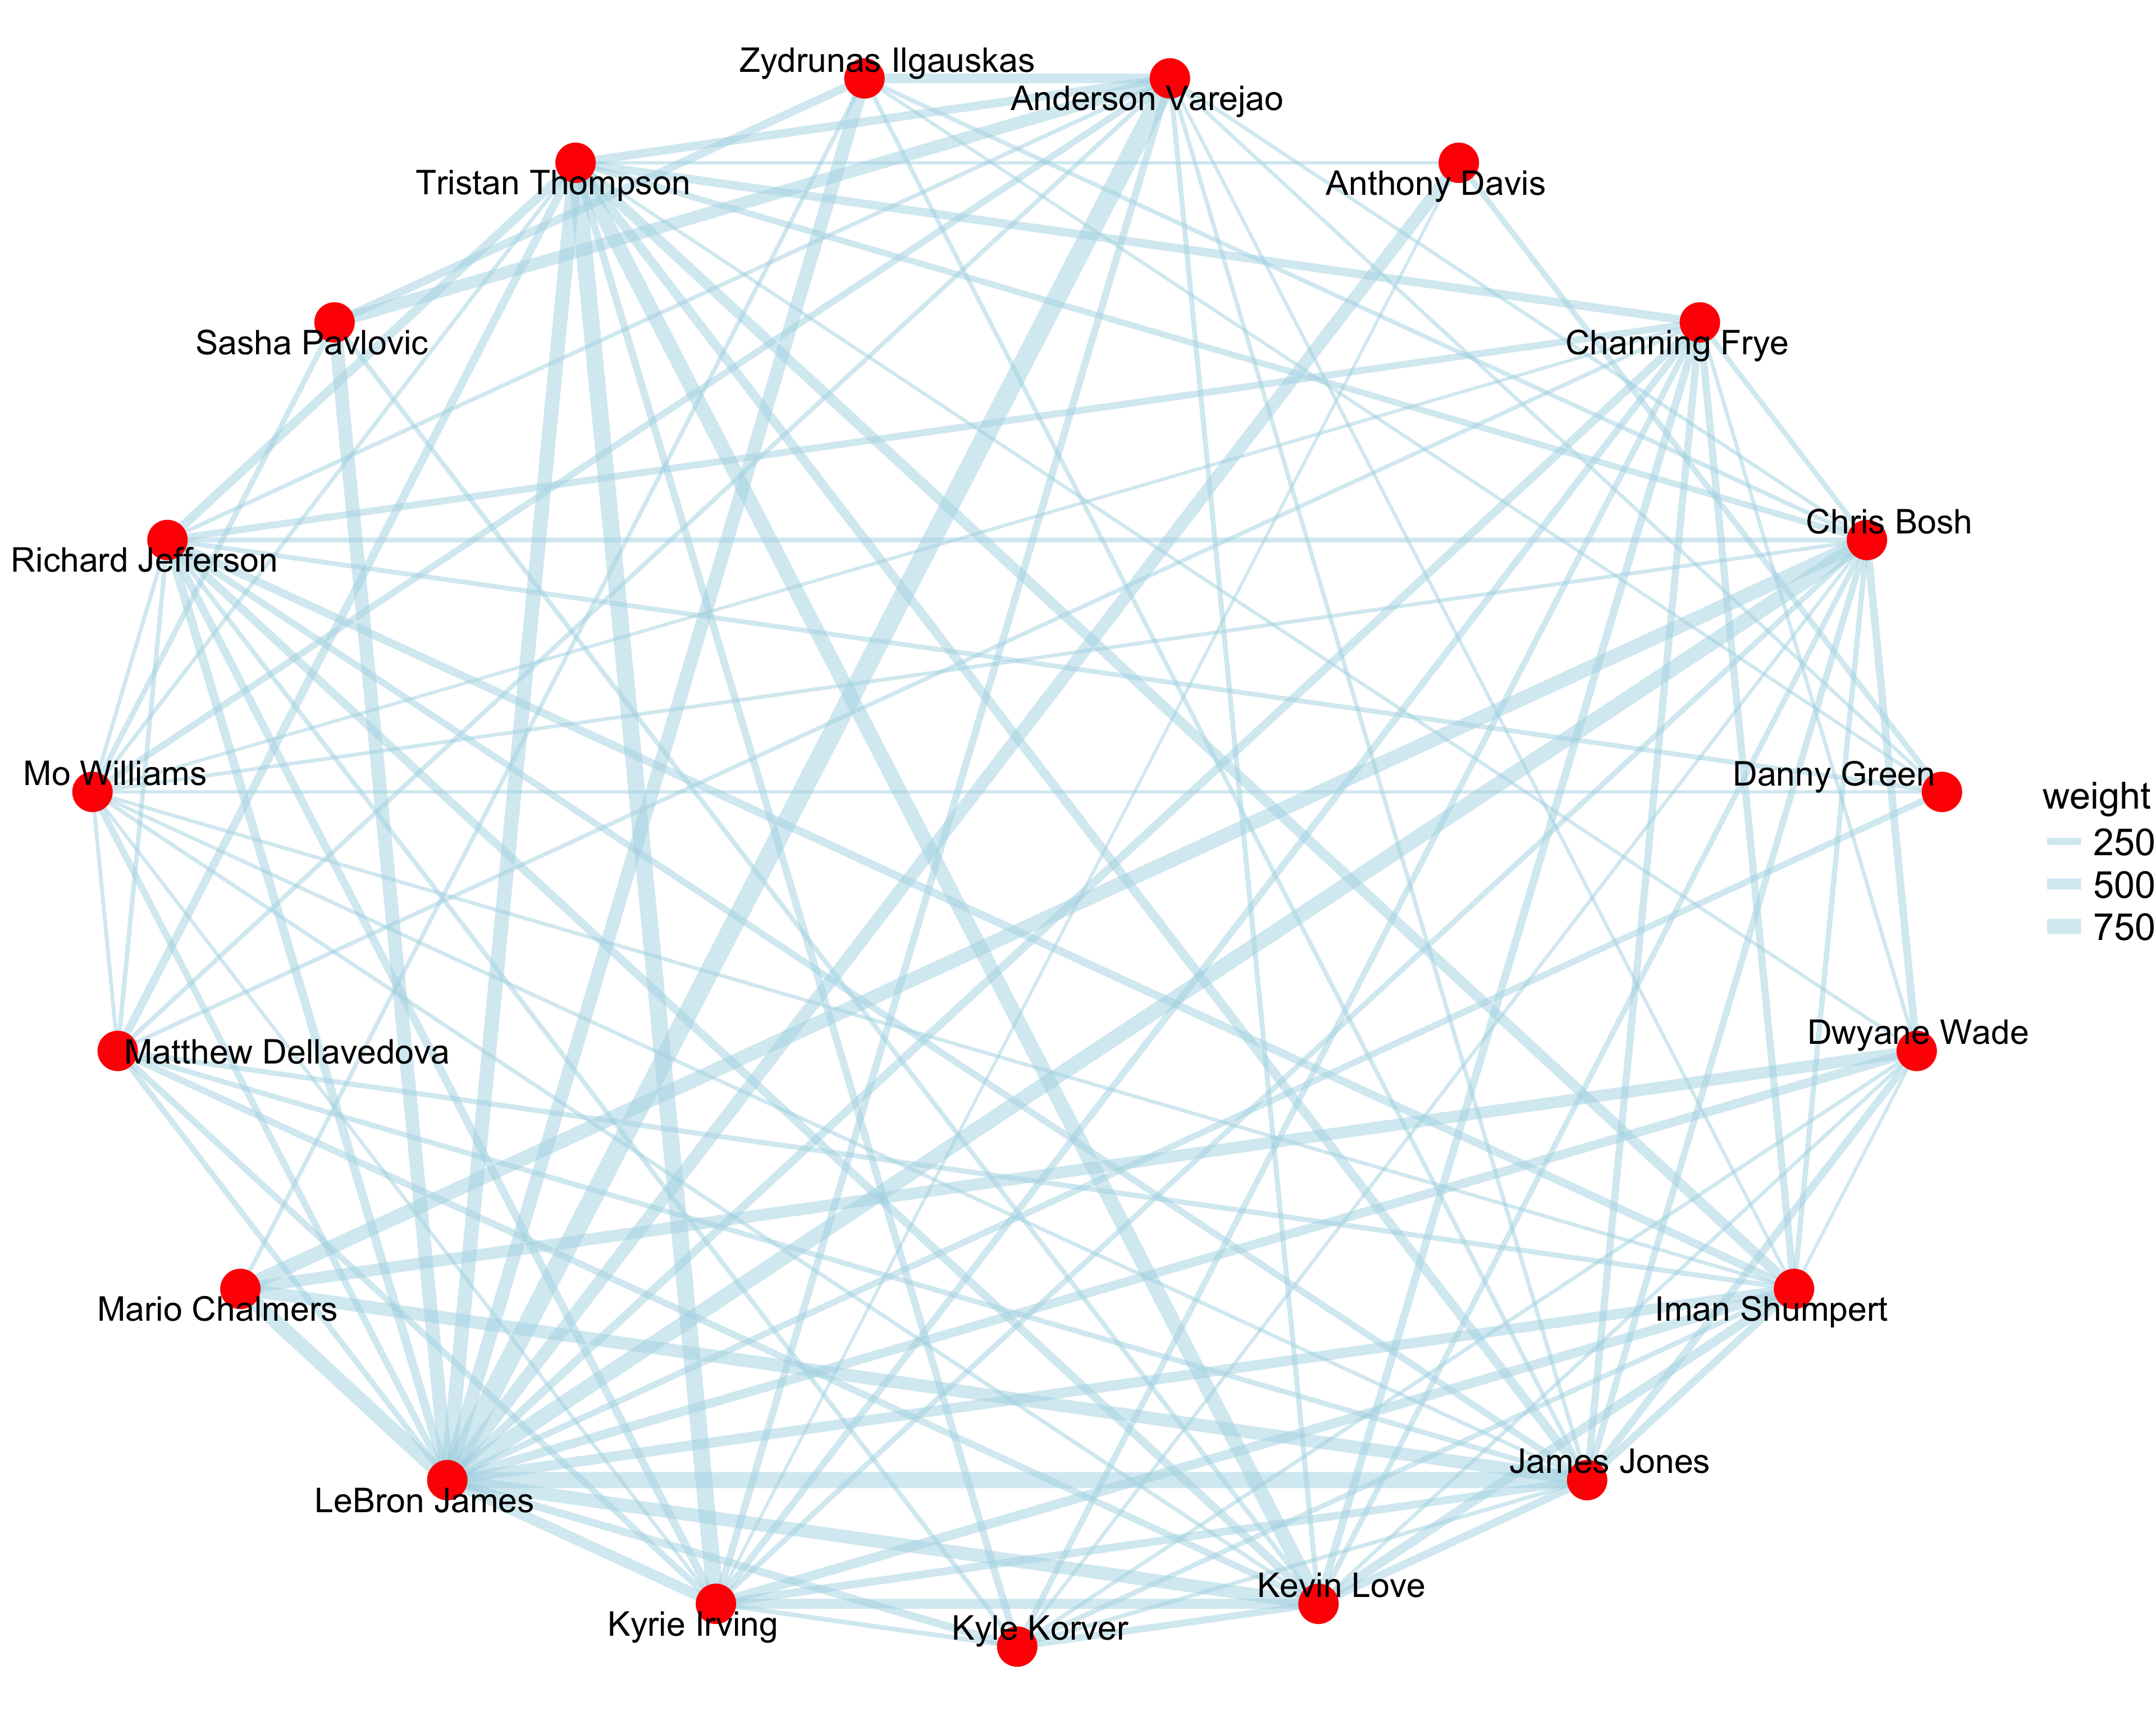 Zydrunas Ilgauskas
Anderson Varejao
Tristan Thompson
Anthony Davis
Sasha Pavlovic
Channing Frye
Chris Bosh
Richard Jefferson
Mo Williams
Danny Green
weight
250
500
750
Dwyane Wade
Matthew Dellavedova
Mario Chalmers
Iman Shumpert
James Jones
LeBron James
Kevin Love
Kyrie Irving
Kyle Korver